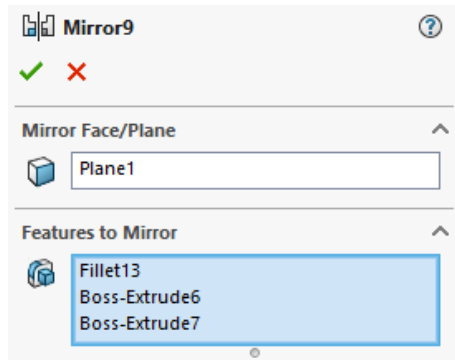 Mirror9
Mirror Face/Plane
Plane1
Features to Mirror
Fillet13
Boss-Extrude6
Boss-Extrude7